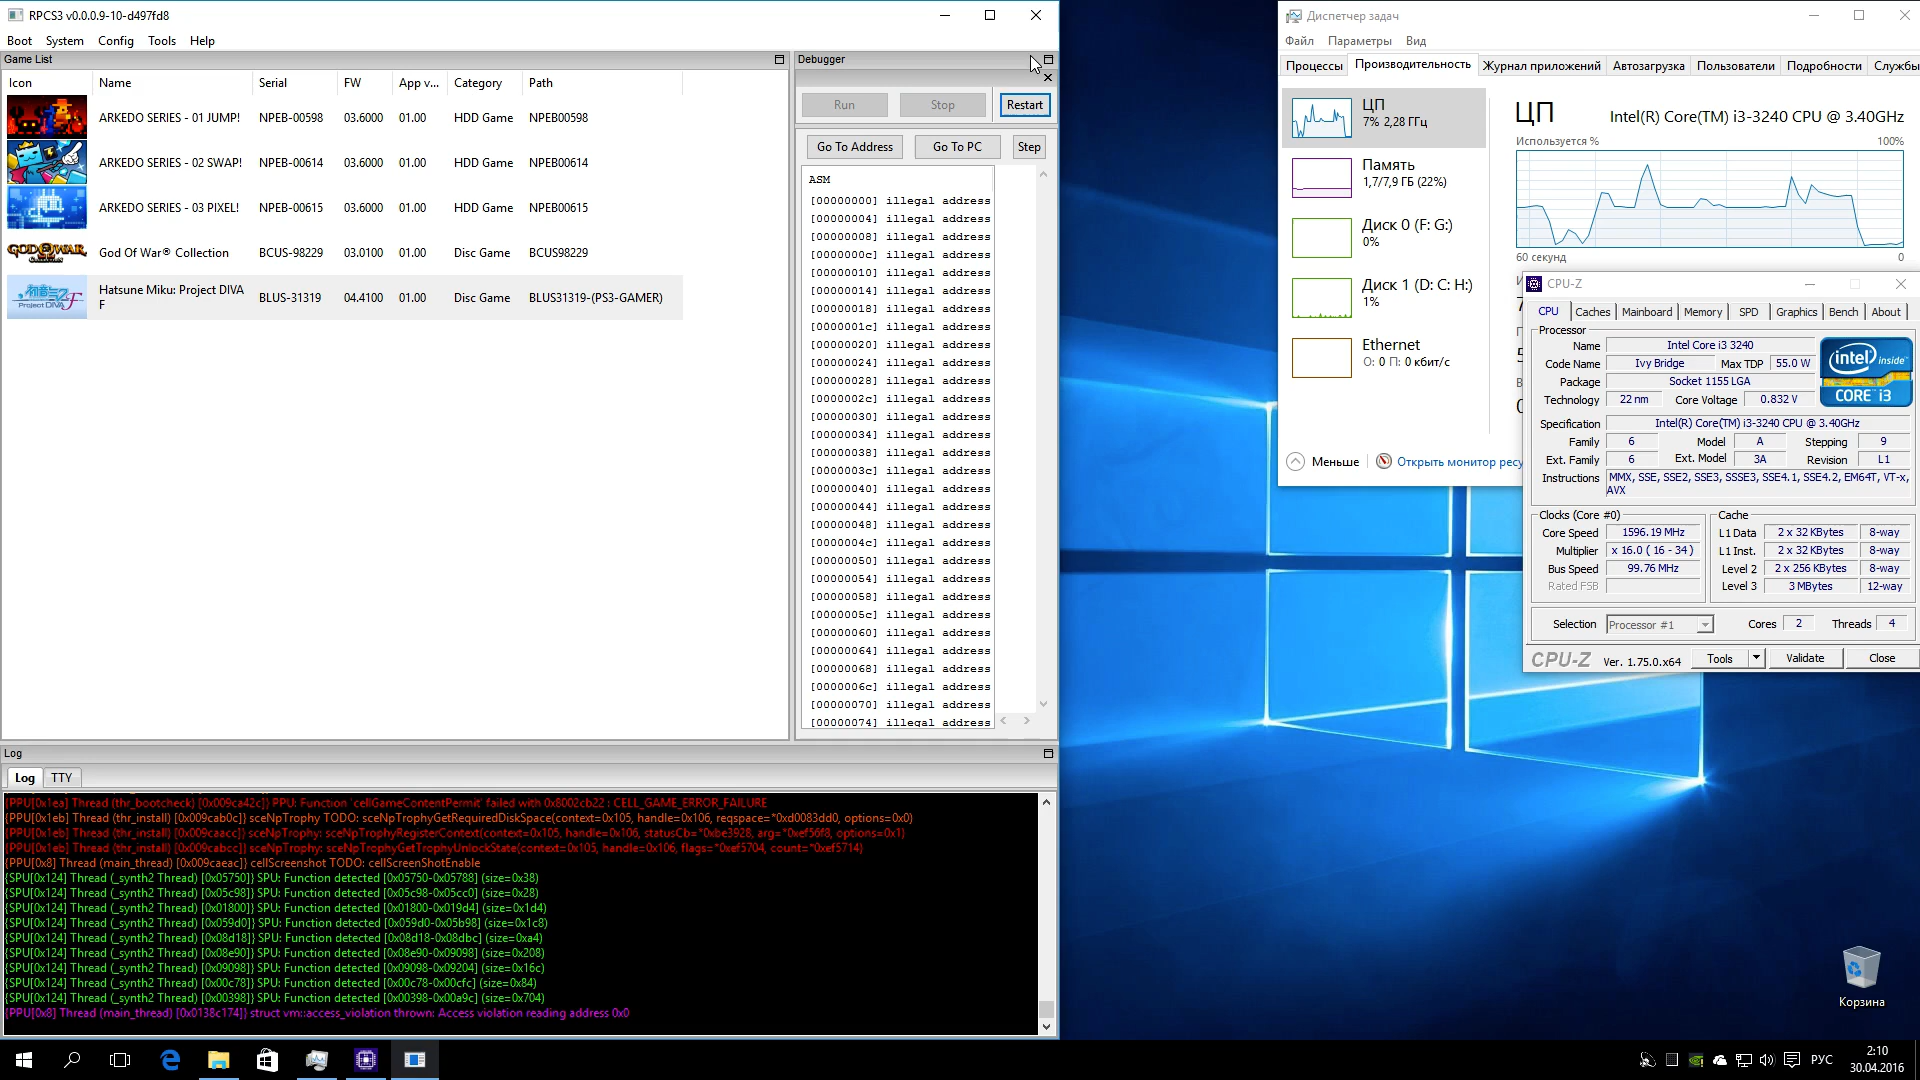 RPCS3 v0.0.0.9-10-d497fd8
Boot System Config Tools Help
Game List
Icon Name Serial FW App v... Category Path
ARKEDO SERIES - 01 JUMP! NPEB-00598 03.6000 01.00 HDD Game NPEB00598
ARKEDO SERIES - 02 SWAP! NPEB-00614 03.6000 01.00 HDD Game NPEB00614
ARKEDO SERIES - 03 PIXEL! NPEB-00615 03.6000 01.00 HDD Game NPEB00615
GOD OF WAR
God Of War® Collection BCUS-98229 03.0100 01.00 Disc Game BCUS98229
初音ミク
Project DIVA F
Hatsune Miku: Project DIVA
F
BLUS-31319 04.4100 01.00 Disc Game BLUS31319-(PS3-GAMER)
Debugger
Run Stop Restart
Go To Address Go To PC Step
ASM
[00000000] illegal address
[00000004] illegal address
[00000008] illegal address
[0000000c] illegal address
[00000010] illegal address
[00000014] illegal address
[00000018] illegal address
[0000001c] illegal address
[00000020] illegal address
[00000024] illegal address
[00000028] illegal address
[0000002c] illegal address
[00000030] illegal address
[00000034] illegal address
[00000038] illegal address
[0000003c] illegal address
[00000040] illegal address
[00000044] illegal address
[00000048] illegal address
[0000004c] illegal address
[00000050] illegal address
[00000054] illegal address
[00000058] illegal address
[0000005c] illegal address
[00000060] illegal address
[00000064] illegal address
[00000068] illegal address
[0000006c] illegal address
[00000070] illegal address
[00000074] illegal address
Log
Log TTY
{PPU[0x1ea] Thread (thr_bootcheck) [0x009ca42c]} PPU: Function 'cellGameContentPermit' failed with 0x8002cb22 : CELL_GAME_ERROR_FAILURE
{PPU[0x1eb] Thread (thr_install) [0x009cab0c]} sceNpTrophy TODO: sceNpTrophyGetRequiredDiskSpace(context=0x105, handle=0x106, reqspace=*0xd0083dd0, options=0x0)
{PPU[0x1eb] Thread (thr_install) [0x009caacc]} sceNpTrophy: sceNpTrophyRegisterContext(context=0x105, handle=0x106, statusCb=*0xbe3928, arg=*0xef56f8, options=0x1)
{PPU[0x1eb] Thread (thr_install) [0x009cabcc]} sceNpTrophy: sceNpTrophyGetTrophyUnlockState(context=0x105, handle=0x106, flags=*0xef5704, count=*0xef5714)
{PPU[0x8] Thread (main_thread) [0x009caeac]} cellScreenshot TODO: cellScreenShotEnable
{SPU[0x124] Thread (_synth2 Thread) [0x05750]} SPU: Function detected [0x05750-0x05788] (size=0x38)
{SPU[0x124] Thread (_synth2 Thread) [0x05c98]} SPU: Function detected [0x05c98-0x05cc0] (size=0x28)
{SPU[0x124] Thread (_synth2 Thread) [0x01800]} SPU: Function detected [0x01800-0x019d4] (size=0x1d4)
{SPU[0x124] Thread (_synth2 Thread) [0x059d0]} SPU: Function detected [0x059d0-0x05b98] (size=0x1c8)
{SPU[0x124] Thread (_synth2 Thread) [0x08d18]} SPU: Function detected [0x08d18-0x08dbc] (size=0xa4)
{SPU[0x124] Thread (_synth2 Thread) [0x08e90]} SPU: Function detected [0x08e90-0x09098] (size=0x208)
{SPU[0x124] Thread (_synth2 Thread) [0x09098]} SPU: Function detected [0x09098-0x09204] (size=0x16c)
{SPU[0x124] Thread (_synth2 Thread) [0x00c78]} SPU: Function detected [0x00c78-0x00cfc] (size=0x84)
{SPU[0x124] Thread (_synth2 Thread) [0x00398]} SPU: Function detected [0x00398-0x00a9c] (size=0x704)
{PPU[0x8] Thread (main_thread) [0x0138c174]} struct vm::access_violation thrown: Access violation reading address 0x0
Диспетчер задач
Файл Параметры Вид
Процессы Производительность Журнал приложений Автозагрузка Пользователи Подробности Службы
ЦП
7% 2,28 ГГц
Память
1,7/7,9 ГБ (22%)
Диск 0 (F: G:)
0%
Диск 1 (D: C: H:)
1%
Ethernet
О: 0 П: 0 кбит/с
ЦП Intel(R) Core(TM) i3-3240 CPU @ 3.40GHz
Используется % 100%
60 секунд 0
Меньше Открыть монитор ресу
CPU-Z
CPU Caches Mainboard Memory SPD Graphics Bench About
Processor
Name Intel Core i3 3240
Code Name Ivy Bridge Max TDP 55.0 W
Package Socket 1155 LGA
Technology 22 nm Core Voltage 0.832 V
intel inside
CORE i3
Specification Intel(R) Core(TM) i3-3240 CPU @ 3.40GHz
Family 6 Model A Stepping 9
Ext. Family 6 Ext. Model 3A Revision L1
Instructions MMX, SSE, SSE2, SSE3, SSSE3, SSE4.1, SSE4.2, EM64T, VT-x,
AVX
Clocks (Core #0)
Core Speed 1596.19 MHz
Multiplier x 16.0 ( 16 - 34 )
Bus Speed 99.76 MHz
Rated FSB
Cache
L1 Data 2 x 32 KBytes 8-way
L1 Inst. 2 x 32 KBytes 8-way
Level 2 2 x 256 KBytes 8-way
Level 3 3 MBytes 12-way
Selection Processor #1 Cores 2 Threads 4
CPU-Z Ver. 1.75.0.x64 Tools Validate Close
Корзина
РУС
2:10
30.04.2016